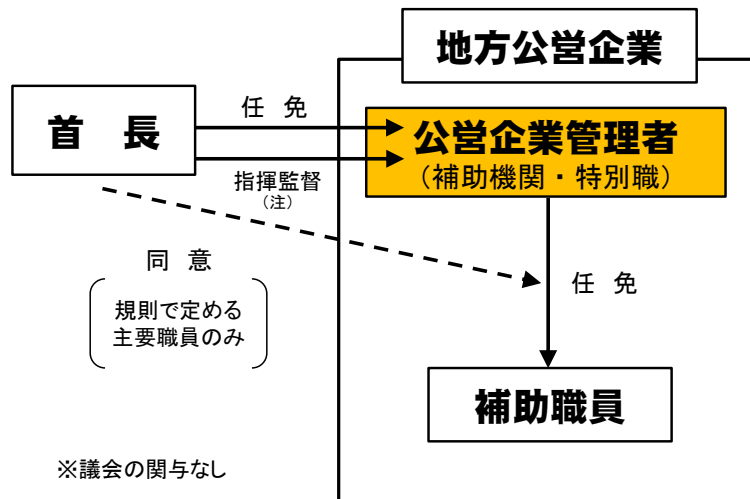 地方公営企業
首　長
任　免
公営企業管理者
（補助機関・特別職）
指揮監督
（注）
同　意
規則で定める
主要職員のみ
任　免
補助職員
※議会の関与なし